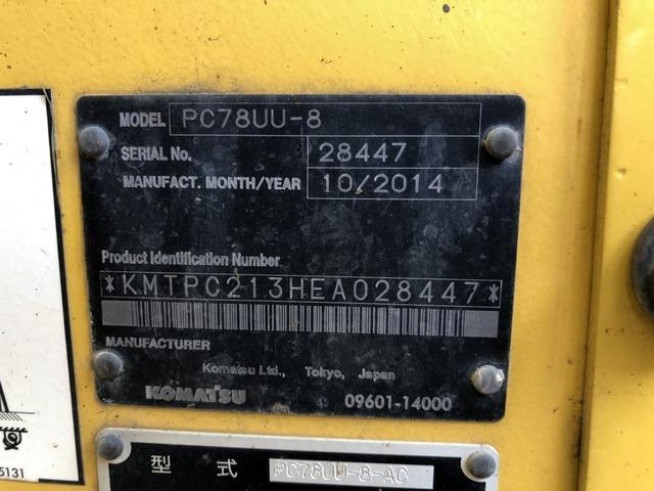 MODEL PC78UU-8
SERIAL No. 28447
MANUFACT. MONTH/YEAR 10/2014
Product Identification Number
*KMTPC213HEA028447*
MANUFACTURER
Komatsu Ltd., Tokyo, Japan
KOMATSU 09601-14000
型 式 PC78UU-8-AC
5131